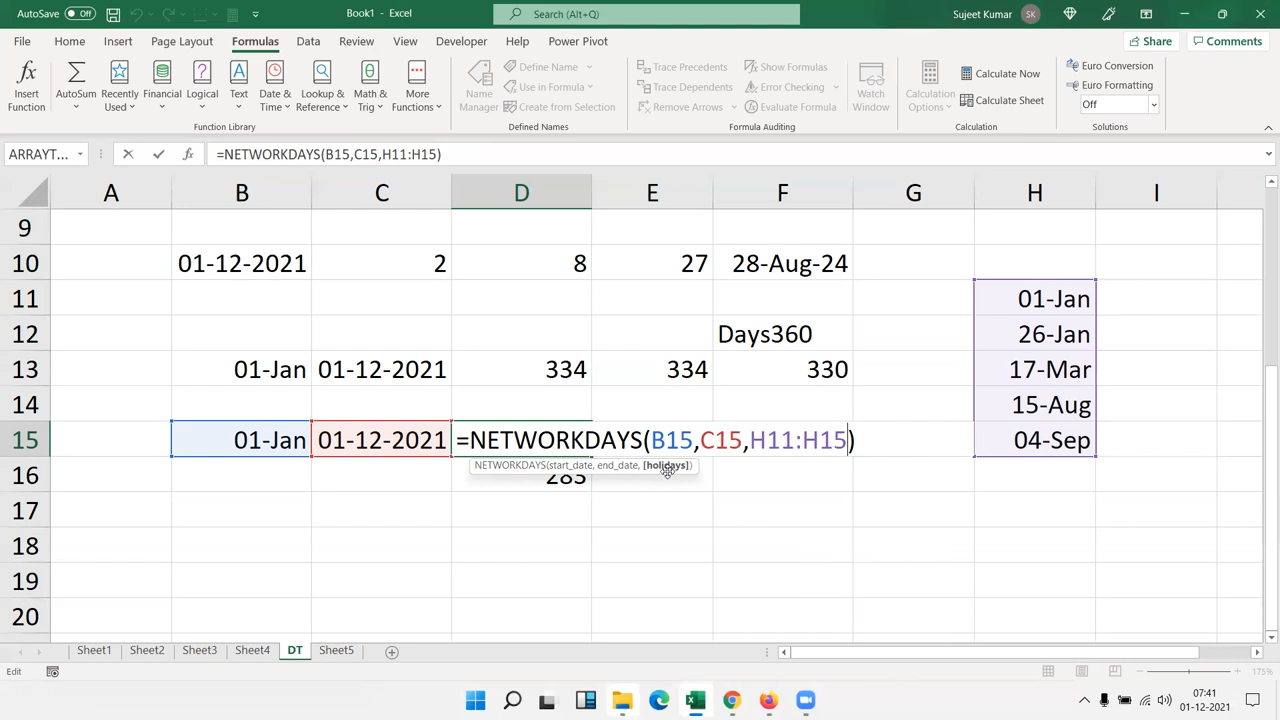 AutoSave Off Book1 - Excel Search (Alt+Q) Sujeet Kumar SK
File Home Insert Page Layout Formulas Data Review View Developer Help Power Pivot Share Comments
Insert Function
AutoSum
Recently Used
Financial
Logical
Text
Date & Time
Lookup & Reference
Math & Trig
More Functions
Function Library
Name Manager
Define Name
Use in Formula
Create from Selection
Defined Names
Trace Precedents
Trace Dependents
Remove Arrows
Show Formulas
Error Checking
Evaluate Formula
Formula Auditing
Watch Window
Calculation Options
Calculate Now
Calculate Sheet
Calculation
Euro Conversion
Euro Formatting
Off
Solutions
ARRAYT... fx =NETWORKDAYS(B15,C15,H11:H15)
A B C D E F G H I
9
10 01-12-2021 2 8 27 28-Aug-24
11 01-Jan
12 Days360 26-Jan
13 01-Jan 01-12-2021 334 334 330 17-Mar
14 15-Aug
15 01-Jan 01-12-2021 =NETWORKDAYS(B15,C15,H11:H15) 04-Sep
NETWORKDAYS(start_date, end_date, [holidays])
16 285
17
18
19
20
Sheet1 Sheet2 Sheet3 Sheet4 DT Sheet5
Edit 175%
07:41
01-12-2021